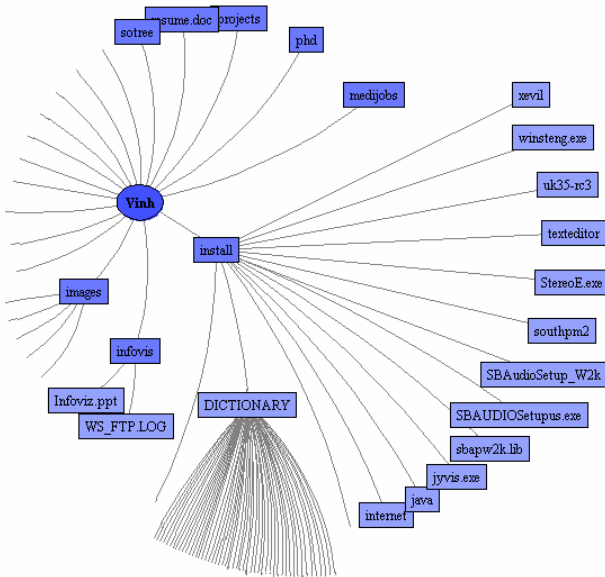 sotree
resume.doc
projects
phd
medijobs
xevil
winsteng.exe
uk35-rc3
Vinh
install
texteditor
StereoE.exe
images
southpm2
infovis
SBAudioSetup_W2k
Infoviz.ppt
DICTIONARY
SBAUDIOSetupus.exe
WS_FTP.LOG
sbapw2k.lib
jyvis.exe
java
internet